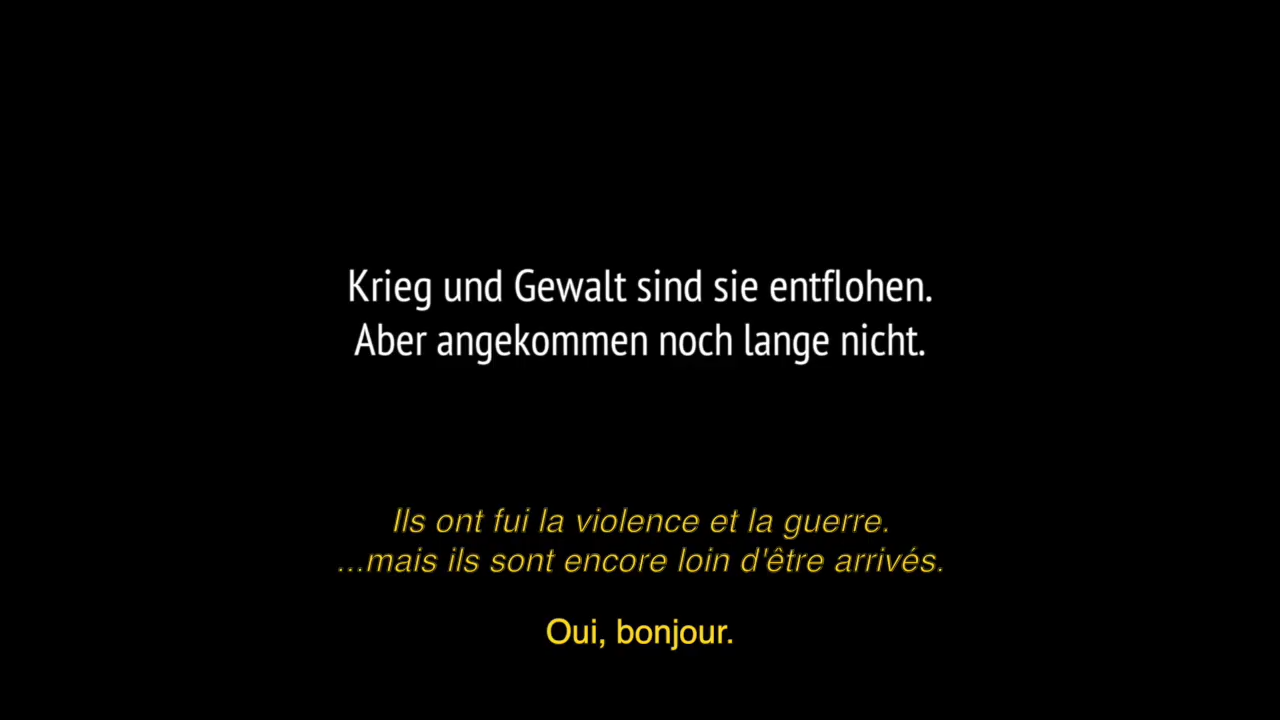 Krieg und Gewalt sind sie entflohen.
Aber angekommen noch lange nicht.
Ils ont fui la violence et la guerre.
...mais ils sont encore loin d'être arrivés.
Oui, bonjour.